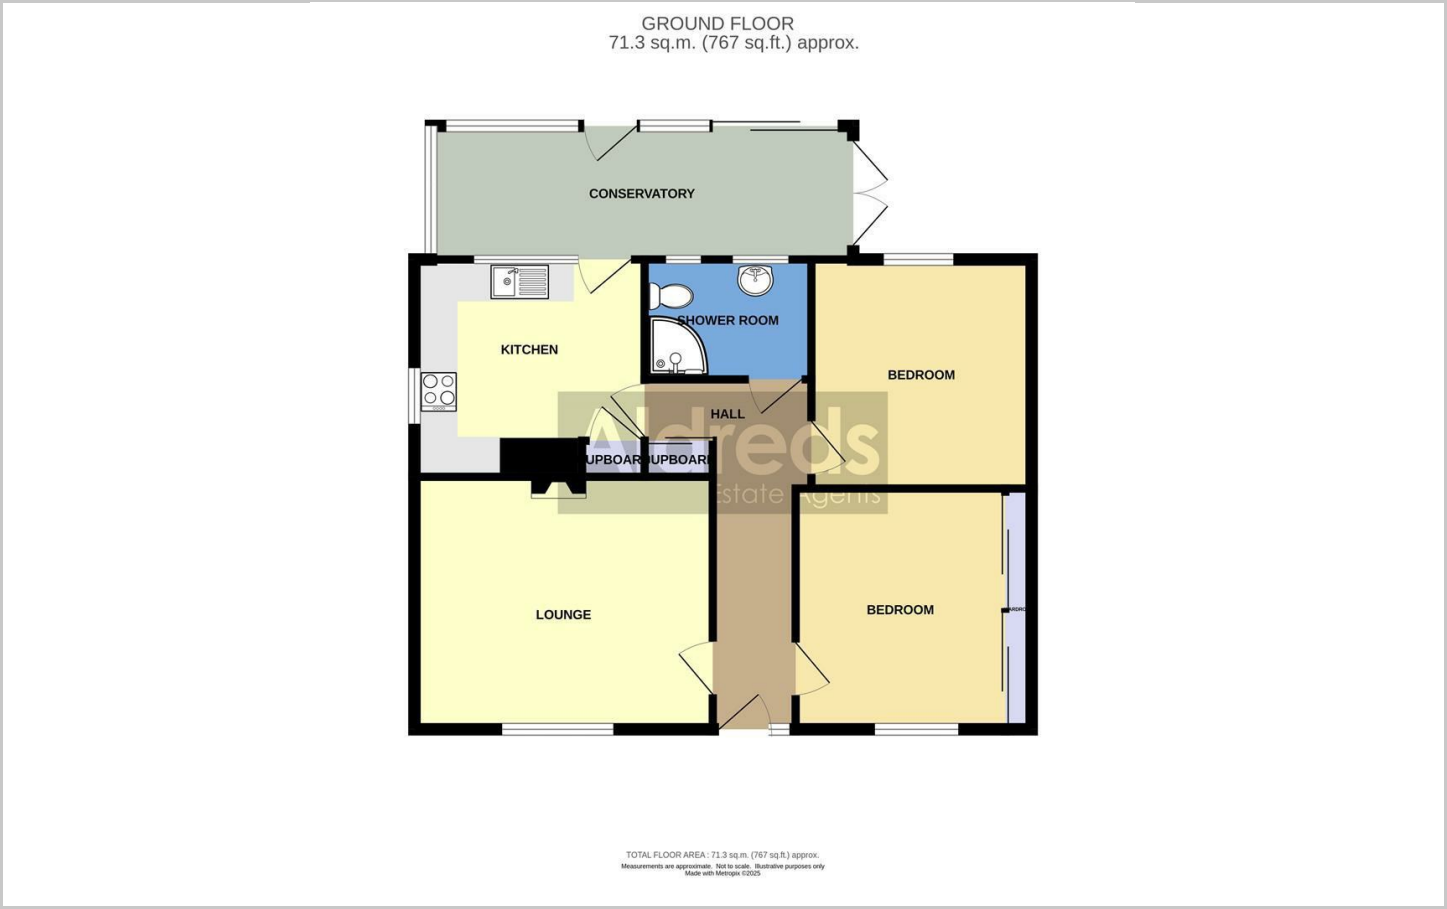 GROUND FLOOR
71.3 sq.m. (767 sq.ft.) approx.
CONSERVATORY
SHOWER ROOM
KITCHEN
BEDROOM
HALL
Aldreds
UPBOAR UPBOAR
Estate Agents
BEDROOM
ARDRO
LOUNGE
TOTAL FLOOR AREA : 71.3 sq.m. (767 sq.ft.) approx.
Measurements are approximate. Not to scale. Illustrative purposes only
Made with Metropix ©2025